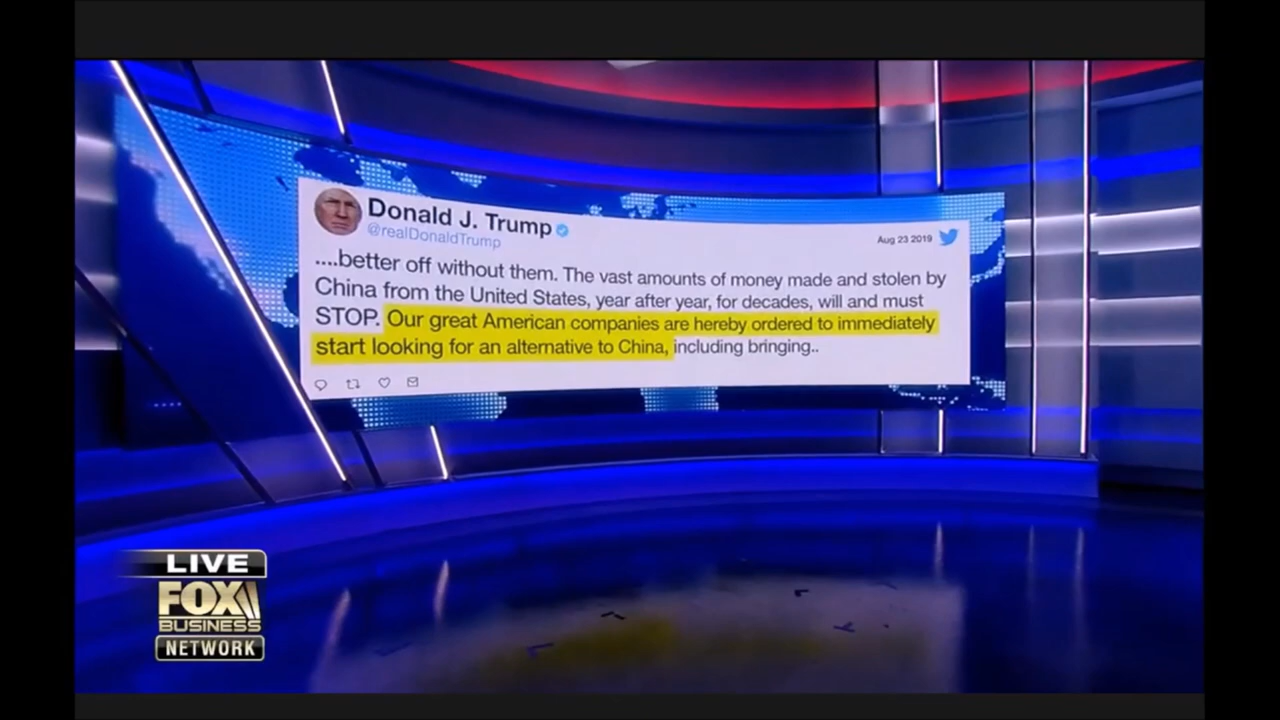 Donald J. Trump
@realDonaldTrump
Aug 23 2019
....better off without them. The vast amounts of money made and stolen by
China from the United States, year after year, for decades, will and must
STOP. Our great American companies are hereby ordered to immediately
start looking for an alternative to China, including bringing..
LIVE
FOX
BUSINESS
NETWORK